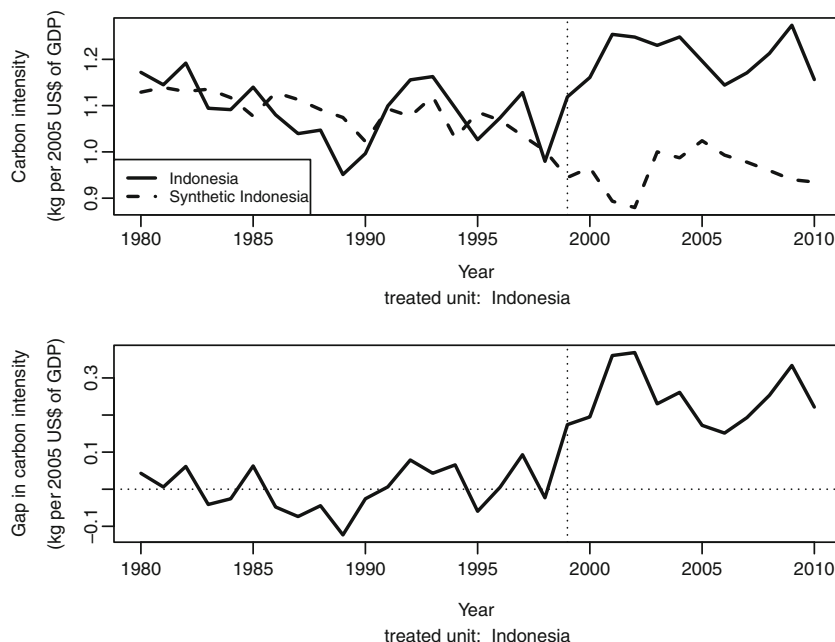 Carbon intensity
(kg per 2005 US$ of GDP)
1.2
1.1
1.0
0.9
Indonesia
Synthetic Indonesia
1980 1985 1990 1995 2000 2005 2010
Year
treated unit: Indonesia
Gap in carbon intensity
(kg per 2005 US$ of GDP)
0.3
0.1
−0.1
1980 1985 1990 1995 2000 2005 2010
Year
treated unit: Indonesia